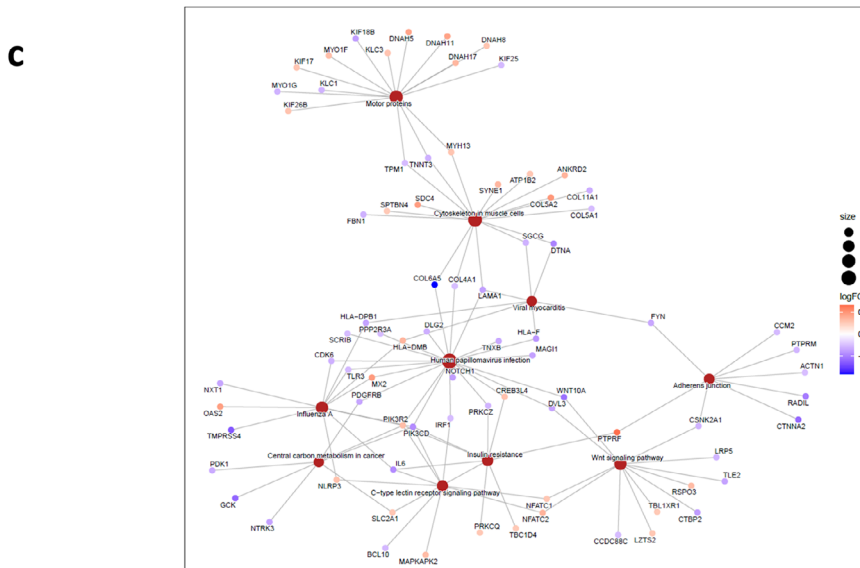 c
KIF18B
DNAH5
DNAH11
DNAH8
MYO1F
KLC3
DNAH17
KIF17
KIF25
MYO1G
KLC1
KIF26B
Motor proteins
MYH13
TPM1
TNNT3
ANKRD2
ATP1B2
SYNE1
SDC4
COL11A1
SPTBN4
COL5A2
FBN1
Cytoskeleton in muscle cells
COL5A1
SGCG
DTNA
size
COL6A5
COL4A1
LAMA1
logFC
Viral myocarditis
HLA-DPB1
FYN
PPP2R3A
DLG2
HLA-F
CCM2
SCRIB
HLA-DMB
TNXB
MAGI1
PTPRM
CDK6
Human papillomavirus infection
ACTN1
TLR3
NOTCH1
Adherens junction
NXT1
MX2
CREB3L4
WNT10A
RADIL
PDGFRB
DVL3
OAS2
Influenza A
PRKCZ
CSNK2A1
CTNNA2
PIK3R2
IRF1
PIK3CD
PTPRF
TMPRSS4
Central carbon metabolism in cancer
Insulin resistance
LRP5
PDK1
IL6
Wnt signaling pathway
TLE2
NLRP3
RSPO3
GCK
C-type lectin receptor signaling pathway
NFATC1
TBL1XR1
SLC2A1
NFATC2
CTBP2
NTRK3
PRKCQ
TBC1D4
CCDC88C
LZTS2
BCL10
MAPKAPK2